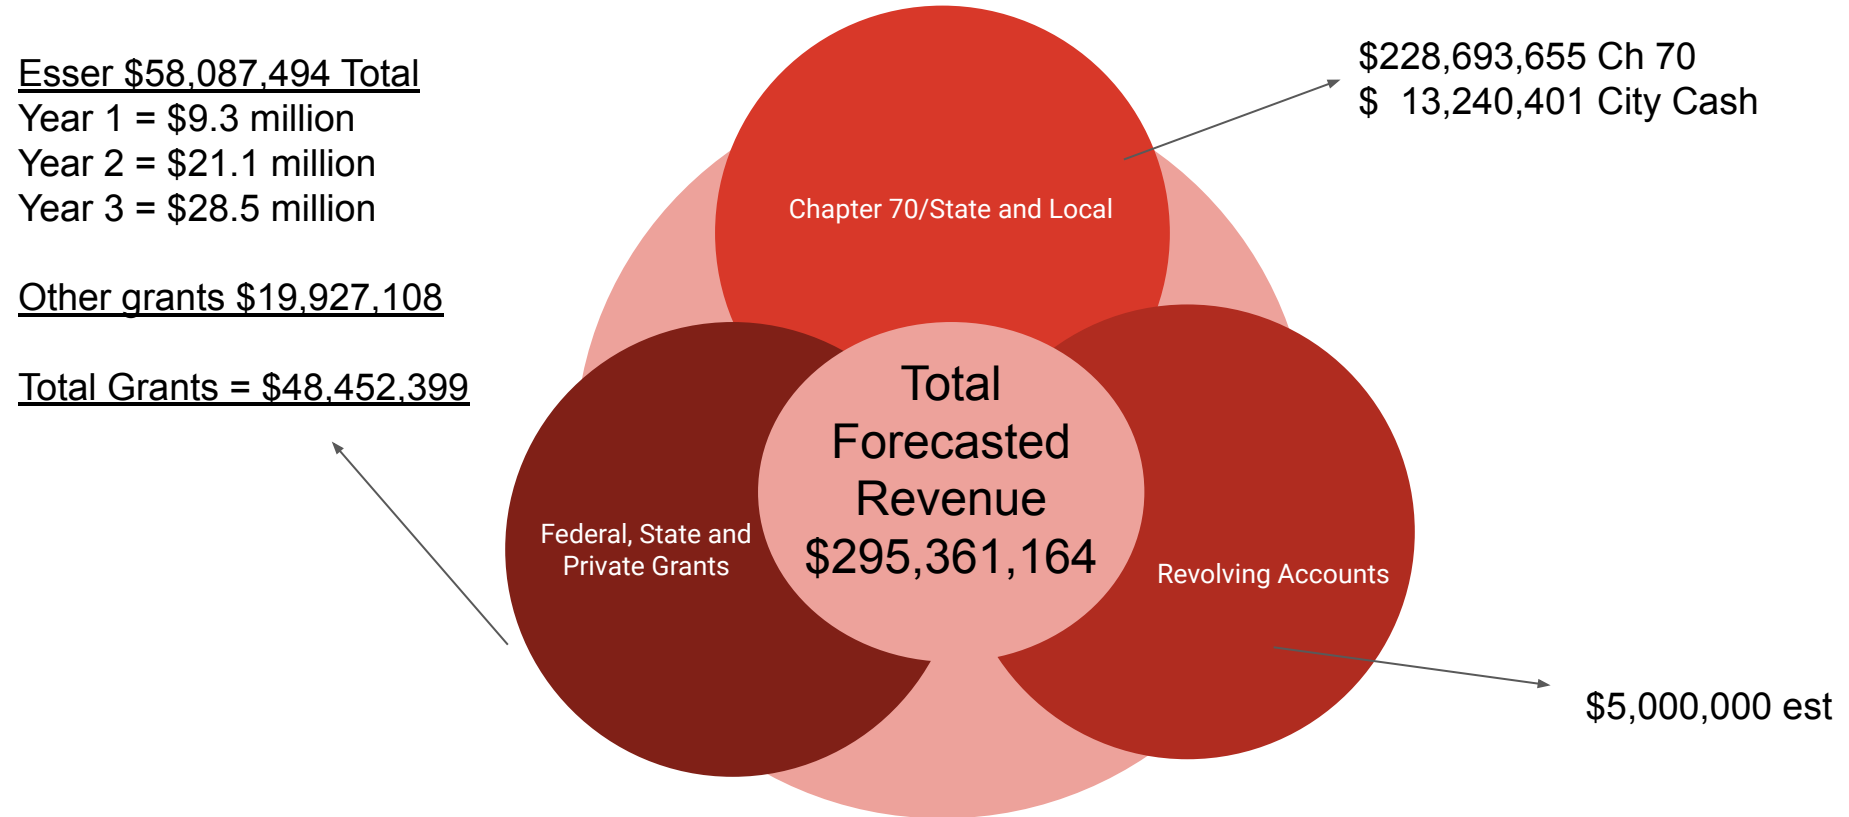 Esser $58,087,494 Total
Year 1 = $9.3 million
Year 2 = $21.1 million
Year 3 = $28.5 million
Other grants $19,927,108
Total Grants = $48,452,399
$228,693,655 Ch 70
$  13,240,401 City Cash
Chapter 70/State and Local
Total
Forecasted
Revenue
$295,361,164
Federal, State and
Private Grants
Revolving Accounts
$5,000,000 est